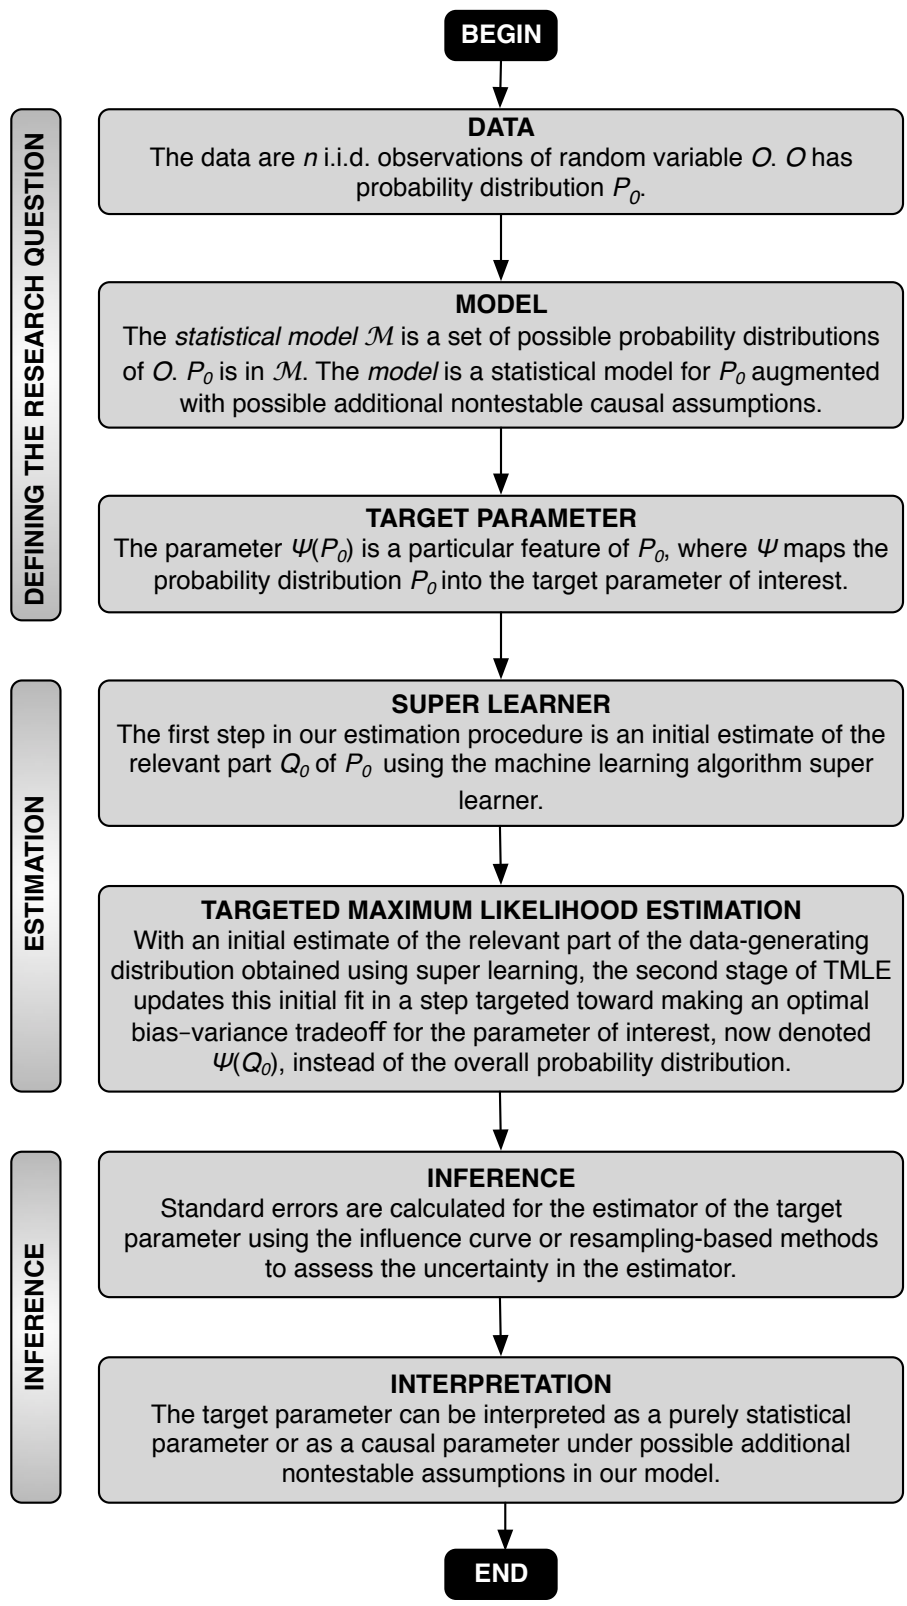 BEGIN
DEFINING THE RESEARCH QUESTION
DATA
The data are n i.i.d. observations of random variable O. O has
probability distribution P₀.
MODEL
The statistical model ℳ is a set of possible probability distributions
of O. P₀ is in ℳ. The model is a statistical model for P₀ augmented
with possible additional nontestable causal assumptions.
TARGET PARAMETER
The parameter Ψ(P₀) is a particular feature of P₀, where Ψ maps the
probability distribution P₀ into the target parameter of interest.
ESTIMATION
SUPER LEARNER
The first step in our estimation procedure is an initial estimate of the
relevant part Q₀ of P₀ using the machine learning algorithm super
learner.
TARGETED MAXIMUM LIKELIHOOD ESTIMATION
With an initial estimate of the relevant part of the data-generating
distribution obtained using super learning, the second stage of TMLE
updates this initial fit in a step targeted toward making an optimal
bias–variance tradeoff for the parameter of interest, now denoted
Ψ(Q₀), instead of the overall probability distribution.
INFERENCE
INFERENCE
Standard errors are calculated for the estimator of the target
parameter using the influence curve or resampling-based methods
to assess the uncertainty in the estimator.
INTERPRETATION
The target parameter can be interpreted as a purely statistical
parameter or as a causal parameter under possible additional
nontestable assumptions in our model.
END